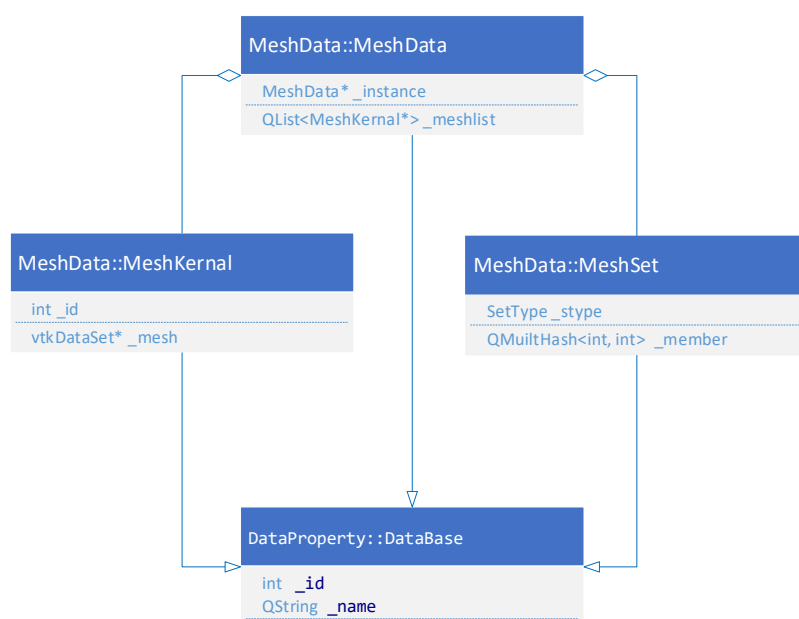 MeshData::MeshData
MeshData* _instance
QList<MeshKernal*> _meshlist
MeshData::MeshKernal
int _id
vtkDataSet* _mesh
MeshData::MeshSet
SetType _stype
QMuiltHash<int, int> _member
DataProperty::DataBase
int _id
QString _name